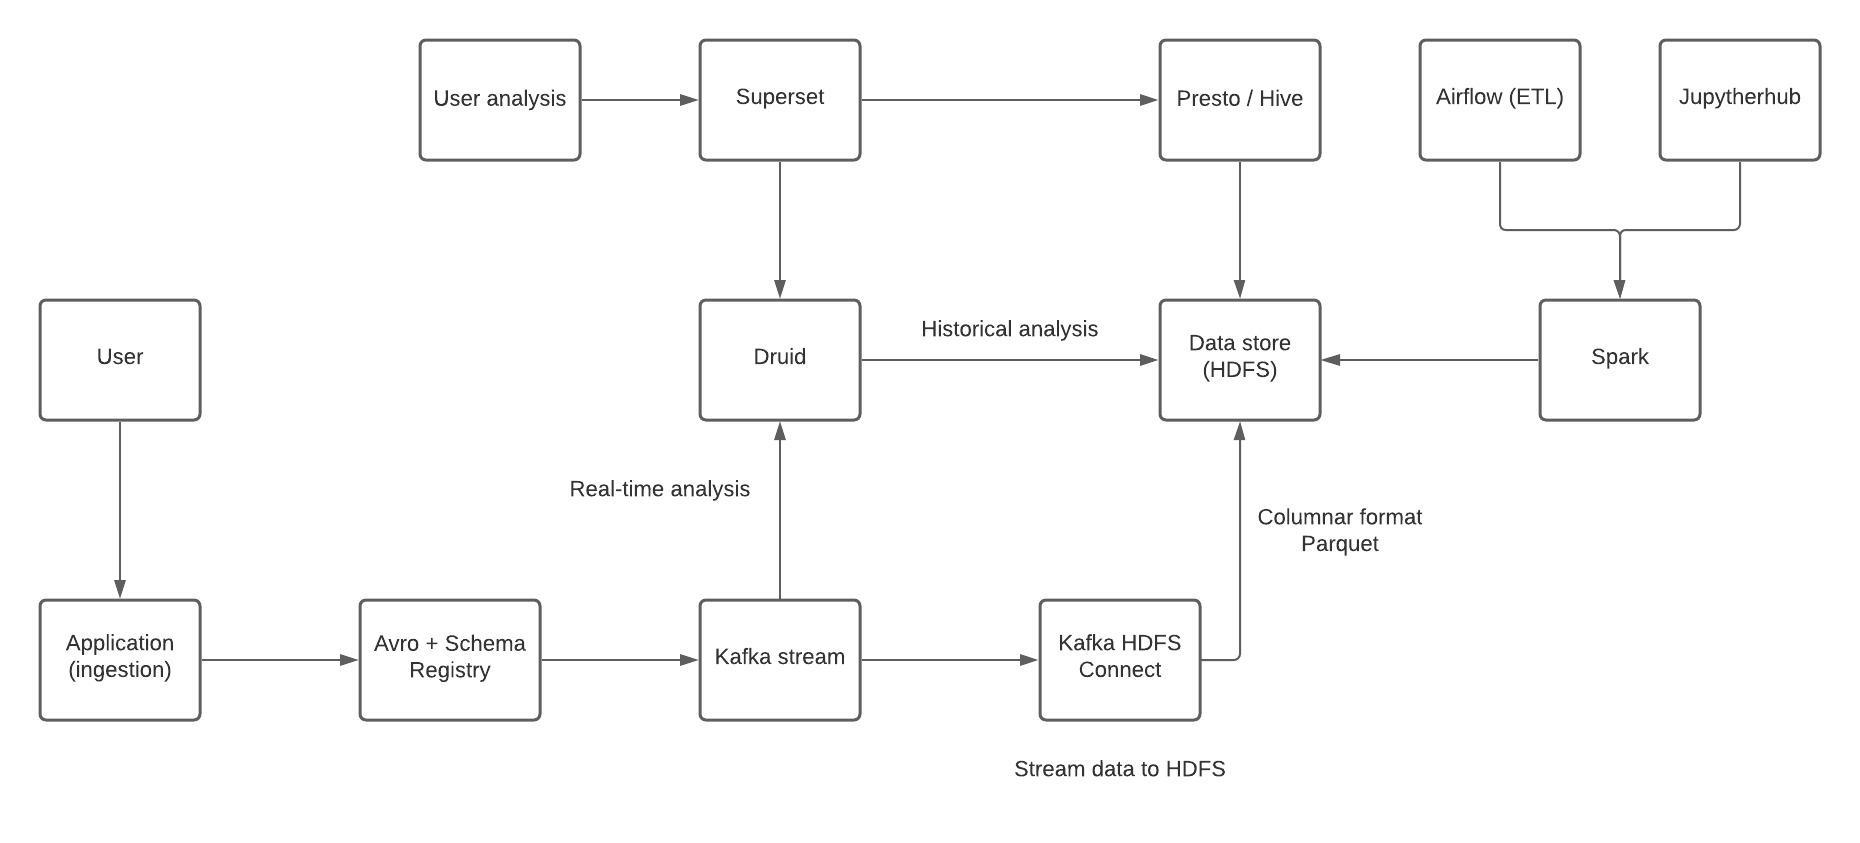 User analysis
Superset
Presto / Hive
Airflow (ETL)
Jupytherhub
User
Druid
Historical analysis
Data store
(HDFS)
Spark
Real-time analysis
Columnar format
Parquet
Application
(ingestion)
Avro + Schema
Registry
Kafka stream
Kafka HDFS
Connect
Stream data to HDFS